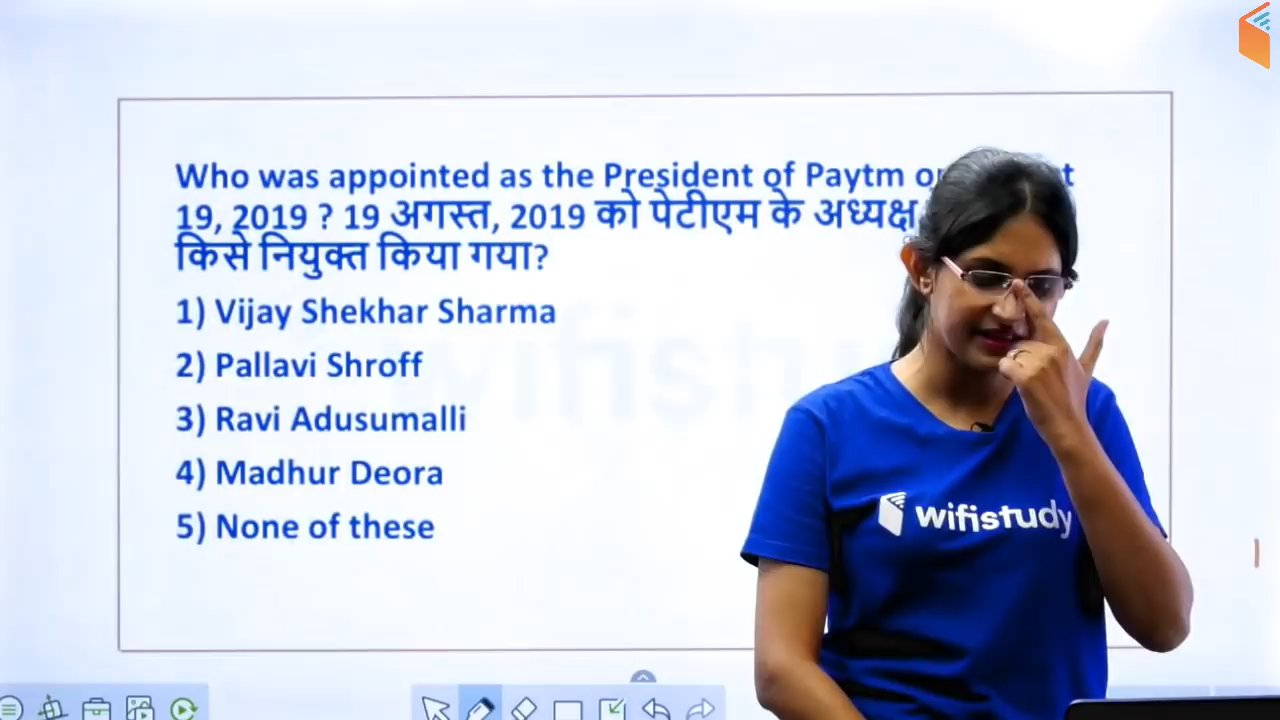 Who was appointed as the President of Paytm
19, 2019 ? 19 अगस्त, 2019 को पेटीएम के अध्यक्ष
किसे नियुक्त किया गया?
1) Vijay Shekhar Sharma
2) Pallavi Shroff
3) Ravi Adusumalli
4) Madhur Deora
5) None of these
wifistudy